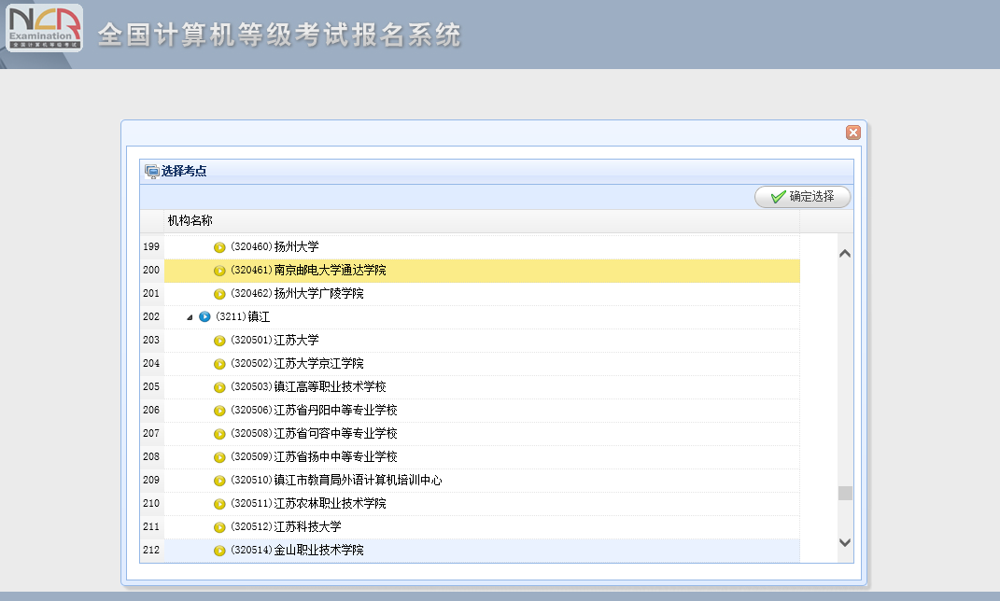 NCR
Examination
全国计算机等级考试
全国计算机等级考试报名系统
选择考点
确定选择
机构名称
199 (320460)扬州大学
200 (320461)南京邮电大学通达学院
201 (320462)扬州大学广陵学院
202 (3211)镇江
203 (320501)江苏大学
204 (320502)江苏大学京江学院
205 (320503)镇江高等职业技术学校
206 (320506)江苏省丹阳中等专业学校
207 (320508)江苏省句容中等专业学校
208 (320509)江苏省扬中中等专业学校
209 (320510)镇江市教育局外语计算机培训中心
210 (320511)江苏农林职业技术学院
211 (320512)江苏科技大学
212 (320514)金山职业技术学院